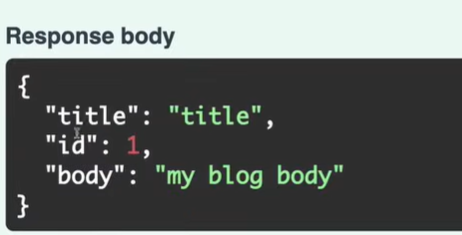 Response body
{
"title": "title",
"id": 1,
"body": "my blog body"
}